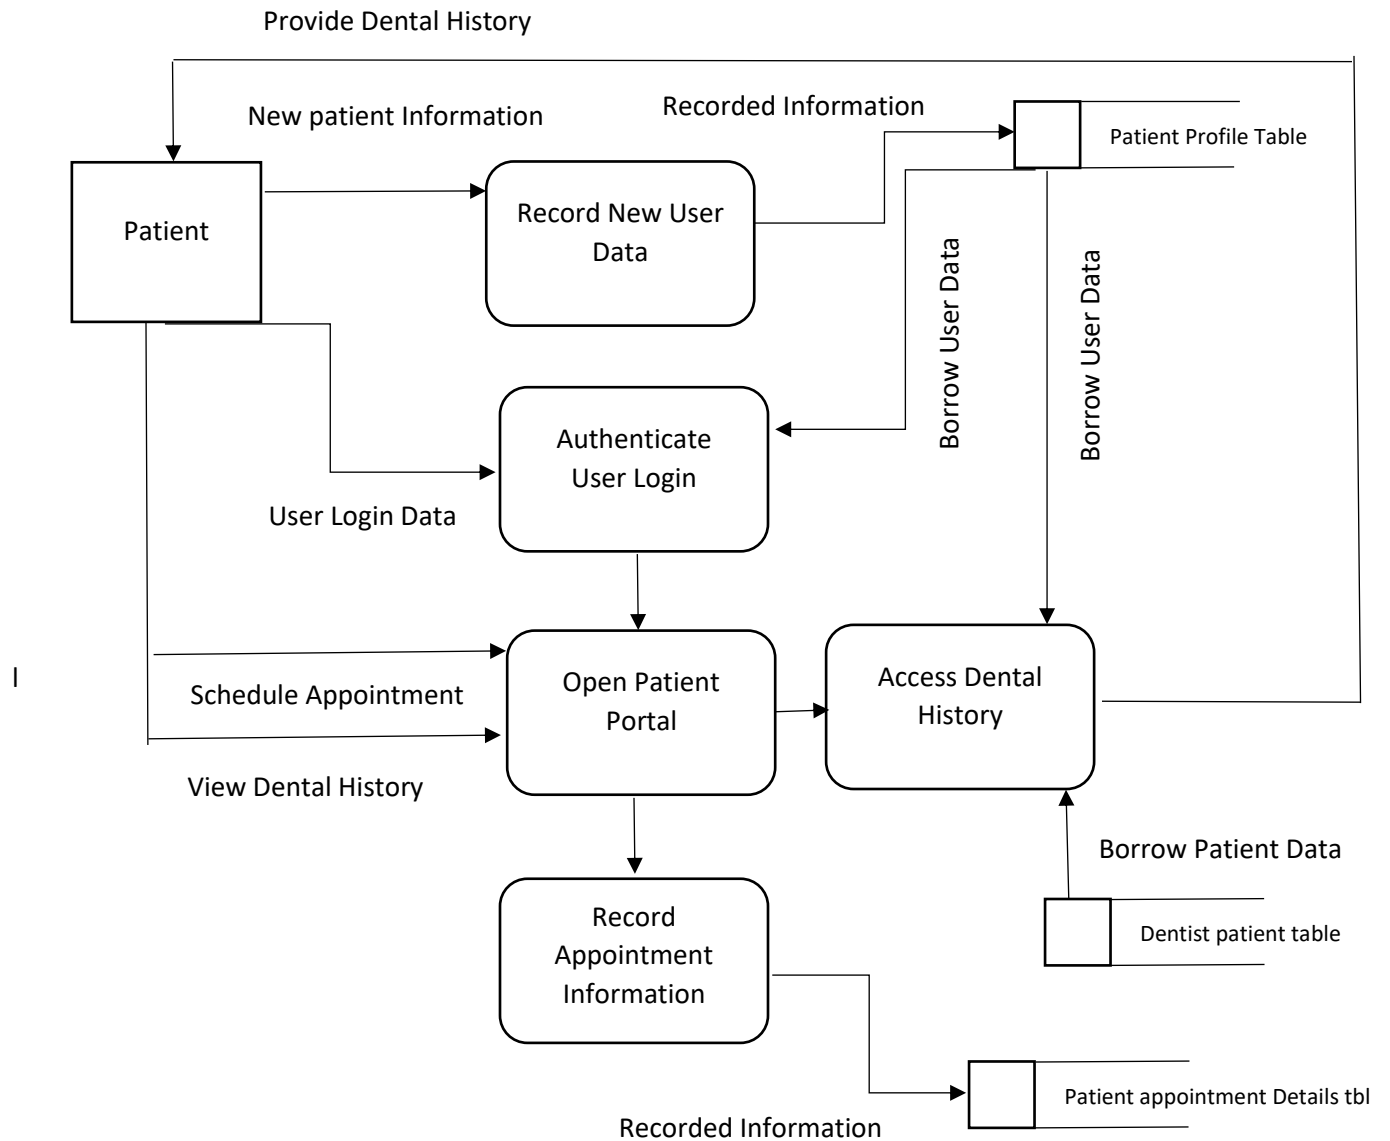 Provide Dental History
New patient Information
Recorded Information
Patient Profile Table
Patient
Record New User
Data
Borrow User Data
Borrow User Data
Authenticate
User Login
User Login Data
Open Patient
Portal
Access Dental
History
I
Schedule Appointment
View Dental History
Borrow Patient Data
Record
Appointment
Information
Dentist patient table
Patient appointment Details tbl
Recorded Information